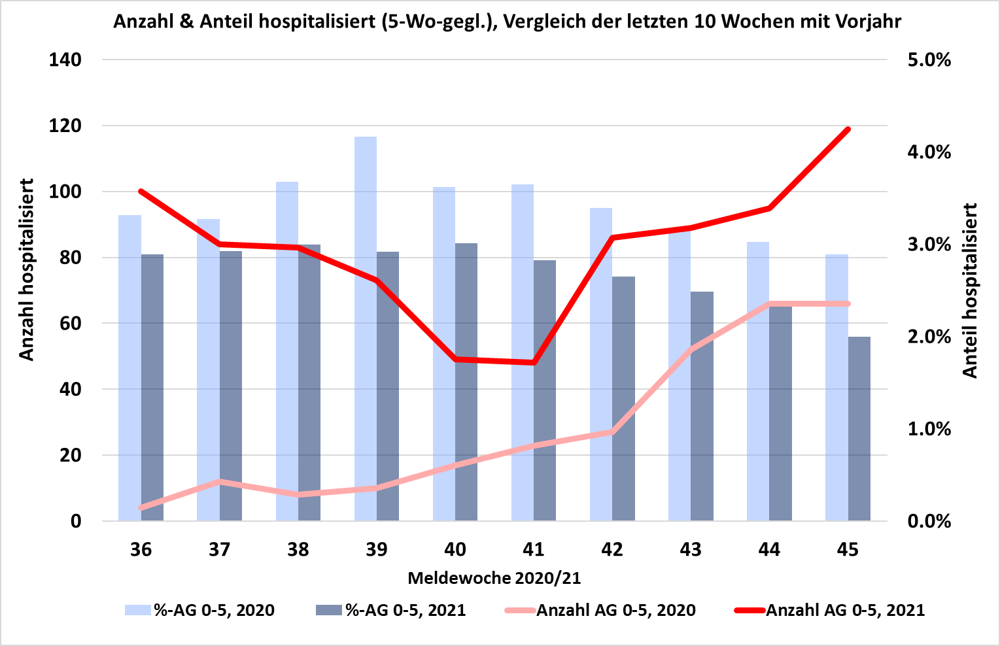 Anzahl & Anteil hospitalisiert (5-Wo-gegl.), Vergleich der letzten 10 Wochen mit Vorjahr
140
120
100
80
60
40
20
0
Anzahl hospitalisiert
5.0%
4.0%
3.0%
2.0%
1.0%
0.0%
Anteil hospitalisiert
36 37 38 39 40 41 42 43 44 45
Meldewoche 2020/21
%-AG 0-5, 2020 %-AG 0-5, 2021 Anzahl AG 0-5, 2020 Anzahl AG 0-5, 2021